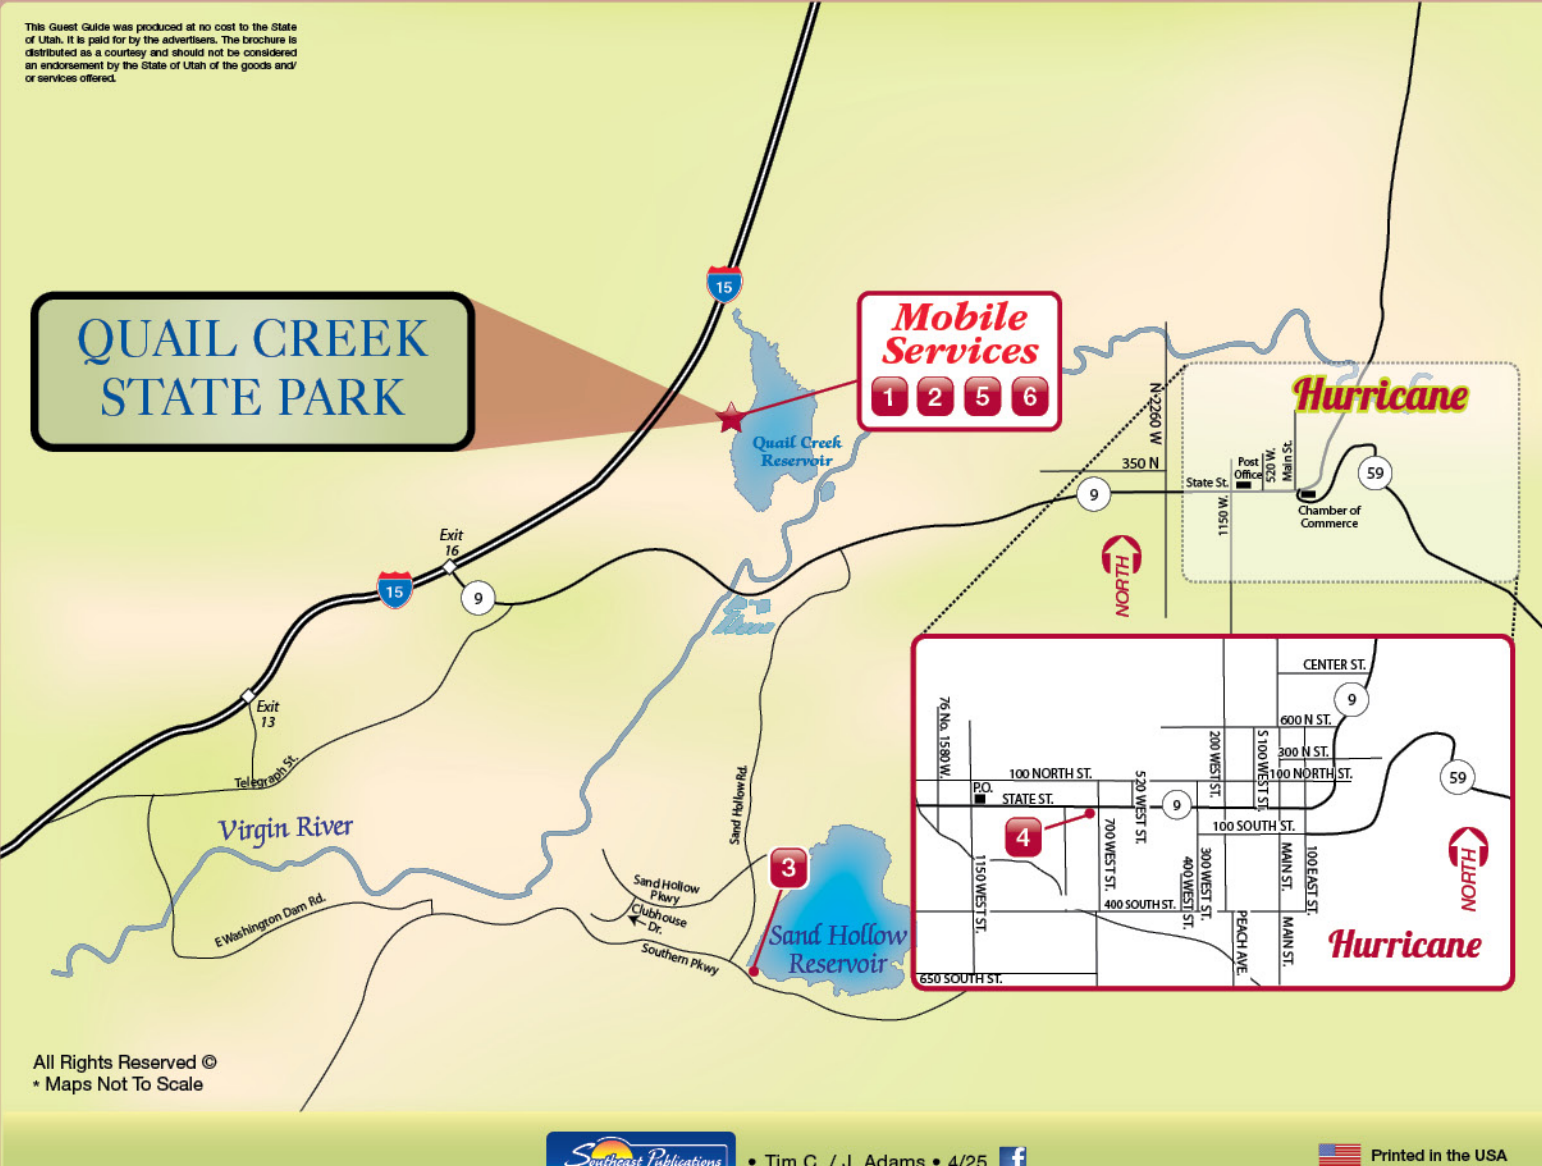 This Guest Guide was produced at no cost to the State
of Utah. It is paid for by the advertisers. The brochure is
distributed as a courtesy and should not be considered
an endorsement by the State of Utah of the goods and/
or services offered.
15
QUAIL CREEK
STATE PARK
Mobile
Services
1 2 5 6
Quail Creek
Reservoir
N 2260 W
350 N
9
Hurricane
Post
Office
520 W.
Main St.
State St.
59
1150 W.
Chamber of
Commerce
NORTH
Exit
16
15
9
Exit
13
Telegraph St.
Virgin River
E Washington Dam Rd.
Sand Hollow Rd.
Sand Hollow
Pkwy
Clubhouse
Dr.
Southern Pkwy
3
Sand Hollow
Reservoir
CENTER ST.
9
600 N ST.
76 No. 1580 W.
200 WEST ST.
S 100 WEST ST.
300 N ST.
100 NORTH ST.
100 NORTH ST.
59
P.O.
STATE ST.
520 WEST ST.
9
4
700 WEST ST.
100 SOUTH ST.
1150 WEST ST.
400 WEST ST.
300 WEST ST.
MAIN ST.
100 EAST ST.
NORTH
400 SOUTH ST.
PEACH AVE.
MAIN ST.
Hurricane
650 SOUTH ST.
All Rights Reserved ©
* Maps Not To Scale
Southeast Publications
• Tim C. / J. Adams • 4/25
f
Printed in the USA